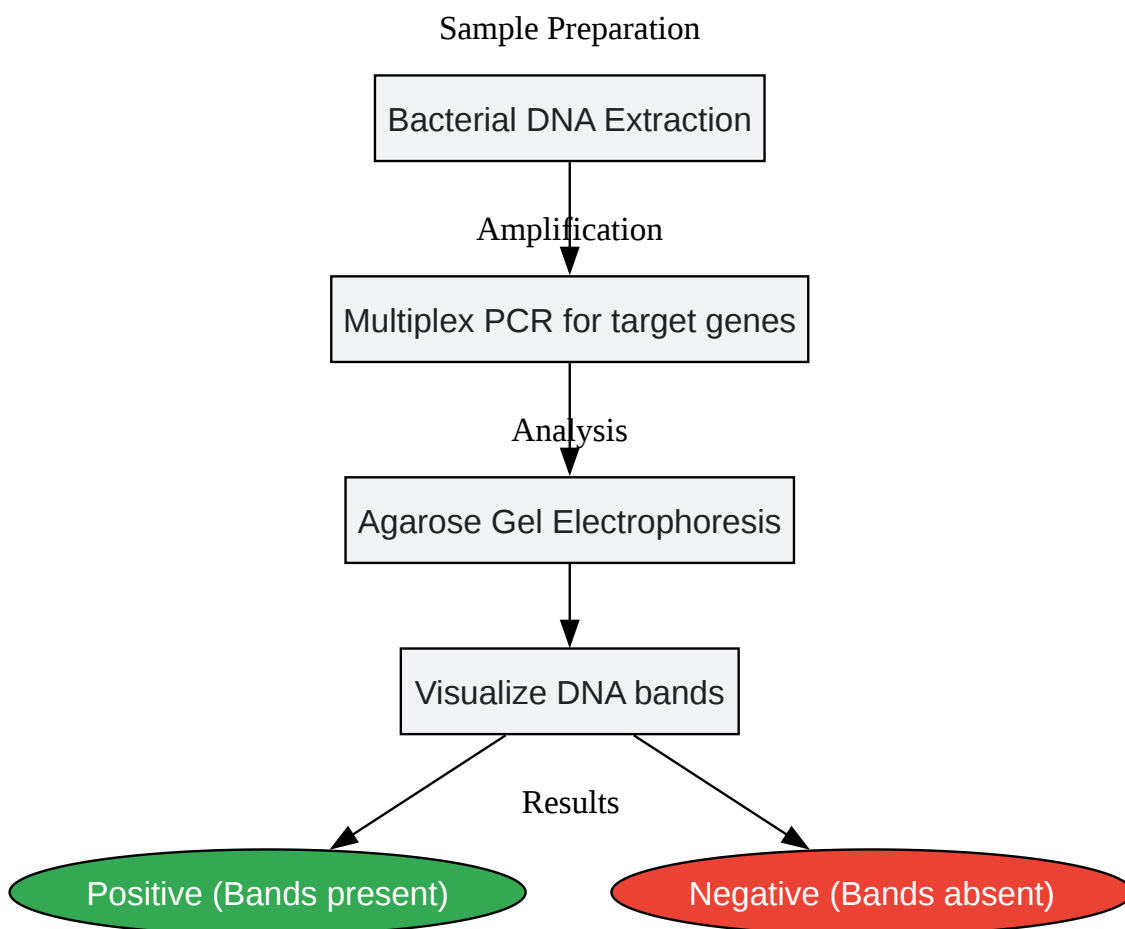 Sample Preparation
Bacterial DNA Extraction
Amplification
Multiplex PCR for target genes
Analysis
Agarose Gel Electrophoresis
Visualize DNA bands
Results
Positive (Bands present)
Negative (Bands absent)